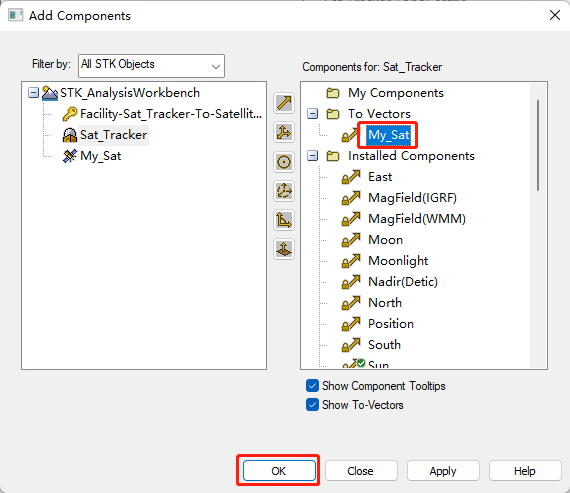 Add Components
Filter by: All STK Objects
Components for: Sat_Tracker
STK_AnalysisWorkbench
Facility-Sat_Tracker-To-Satellit...
Sat_Tracker
My_Sat
My Components
To Vectors
My_Sat
Installed Components
East
MagField(IGRF)
MagField(WMM)
Moon
Moonlight
Nadir(Detic)
North
Position
South
Sun
Show Component Tooltips
Show To-Vectors
OK
Close
Apply
Help